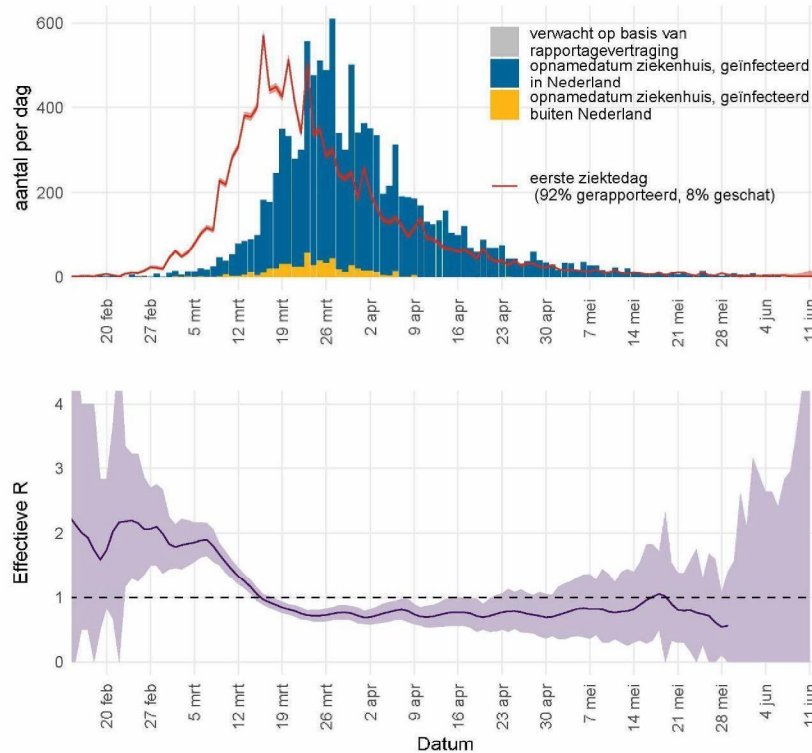 600
400
200
0
aantal per dag
verwacht op basis van
rapportagevertraging
opnamedatum ziekenhuis, geïnfecteerd
in Nederland
opnamedatum ziekenhuis, geïnfecteerd
buiten Nederland
eerste ziektedag
(92% gerapporteerd, 8% geschat)
20 feb
27 feb
5 mrt
12 mrt
19 mrt
26 mrt
2 apr
9 apr
16 apr
23 apr
30 apr
7 mei
14 mei
21 mei
28 mei
4 jun
11 jun
4
3
2
1
0
Effectieve R
20 feb
27 feb
5 mrt
12 mrt
19 mrt
26 mrt
2 apr
9 apr
16 apr
23 apr
30 apr
7 mei
14 mei
21 mei
28 mei
4 jun
11 jun
Datum